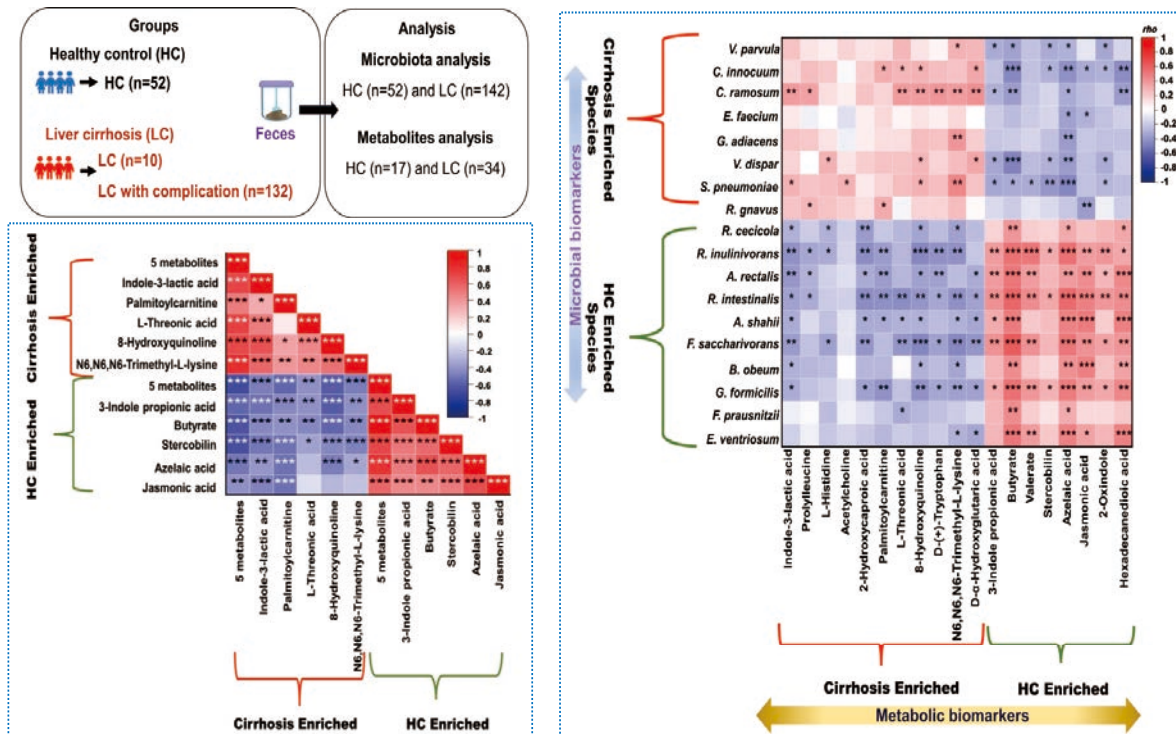 Groups
Healthy control (HC)
HC (n=52)
Liver cirrhosis (LC)
LC (n=10)
LC with complication (n=132)
Feces
Analysis
Microbiota analysis
HC (n=52) and LC (n=142)
Metabolites analysis
HC (n=17) and LC (n=34)
Cirrhosis Enriched
HC Enriched
5 metabolites
Indole-3-lactic acid
Palmitoylcarnitine
L-Threonic acid
8-Hydroxyquinoline
N6,N6,N6-Trimethyl-L-lysine
5 metabolites
3-Indole propionic acid
Butyrate
Stercobilin
Azelaic acid
Jasmonic acid
1
0.8
0.6
0.4
0.2
0
-0.2
-0.4
-0.6
-0.8
-1
5 metabolites
Indole-3-lactic acid
Palmitoylcarnitine
L-Threonic acid
8-Hydroxyquinoline
N6,N6,N6-Trimethyl-L-lysine
5 metabolites
3-Indole propionic acid
Butyrate
Stercobilin
Azelaic acid
Jasmonic acid
Cirrhosis Enriched
HC Enriched
Microbial biomarkers
Cirrhosis Enriched
Species
HC Enriched
Species
V. parvula
C. innocuum
C. ramosum
E. faecium
G. adiacens
V. dispar
S. pneumoniae
R. gnavus
R. cecicola
R. inulinivorans
A. rectalis
R. intestinalis
A. shahii
F. saccharivorans
B. obeum
G. formicilis
F. prausnitzii
E. ventriosum
rho
1
0.8
0.6
0.4
0.2
0
-0.2
-0.4
-0.6
-0.8
-1
Indole-3-lactic acid
Prolylleucine
L-Histidine
Acetylcholine
2-Hydroxycaproic acid
Palmitoylcarnitine
L-Threonic acid
8-Hydroxyquinoline
D-(+)-Tryptophan
N6,N6,N6-Trimethyl-L-lysine
D-α-Hydroxyglutaric acid
3-Indole propionic acid
Butyrate
Valerate
Stercobilin
Azelaic acid
Jasmonic acid
2-Oxindole
Hexadecanedioic acid
Cirrhosis Enriched
HC Enriched
Metabolic biomarkers